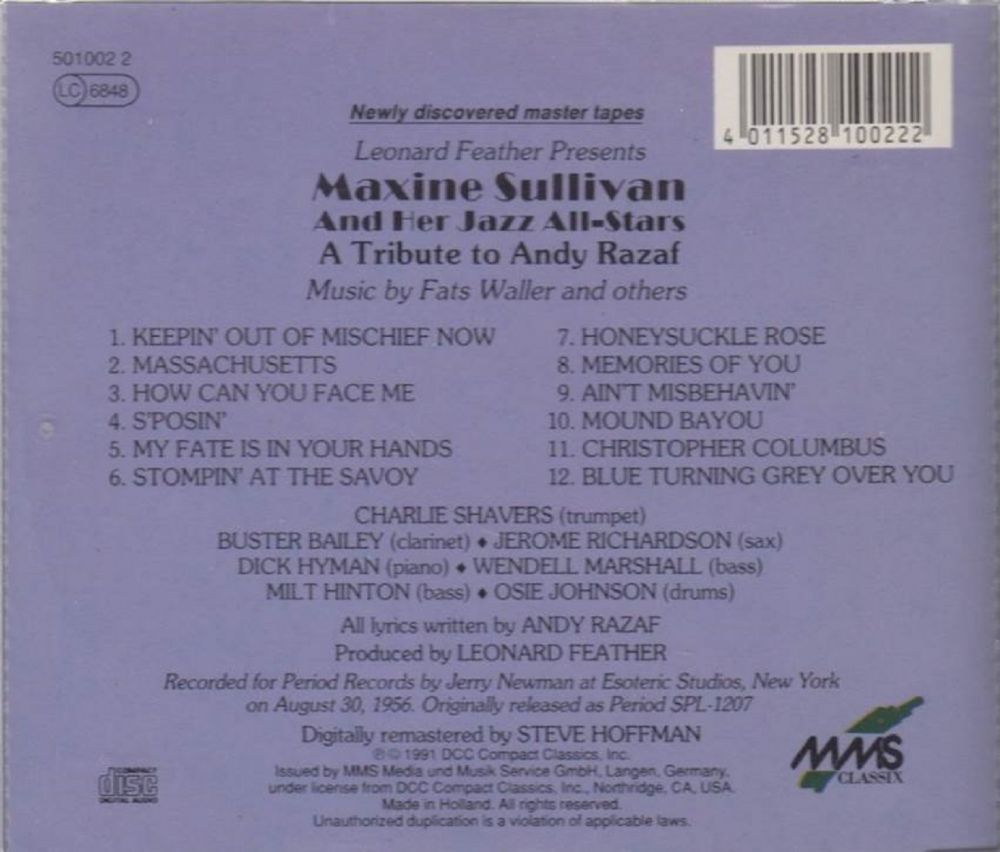 501002 2
LC 6848
4 011528 100222
Newly discovered master tapes
Leonard Feather Presents
Maxine Sullivan
And Her Jazz All-Stars
A Tribute to Andy Razaf
Music by Fats Waller and others
1. KEEPIN' OUT OF MISCHIEF NOW
2. MASSACHUSETTS
3. HOW CAN YOU FACE ME
4. S'POSIN'
5. MY FATE IS IN YOUR HANDS
6. STOMPIN' AT THE SAVOY
7. HONEYSUCKLE ROSE
8. MEMORIES OF YOU
9. AIN'T MISBEHAVIN'
10. MOUND BAYOU
11. CHRISTOPHER COLUMBUS
12. BLUE TURNING GREY OVER YOU
CHARLIE SHAVERS (trumpet)
BUSTER BAILEY (clarinet) ♦ JEROME RICHARDSON (sax)
DICK HYMAN (piano) ♦ WENDELL MARSHALL (bass)
MILT HINTON (bass) ♦ OSIE JOHNSON (drums)
All lyrics written by ANDY RAZAF
Produced by LEONARD FEATHER
Recorded for Period Records by Jerry Newman at Esoteric Studios, New York
on August 30, 1956. Originally released as Period SPL-1207
Digitally remastered by STEVE HOFFMAN
℗ © 1991 DCC Compact Classics, Inc.
Issued by MMS Media und Musik Service GmbH, Langen, Germany,
under license from DCC Compact Classics, Inc., Northridge, CA, USA.
Made in Holland. All rights reserved.
Unauthorized duplication is a violation of applicable laws.
COMPACT
disc
DIGITAL AUDIO
MMS
CLASSIX